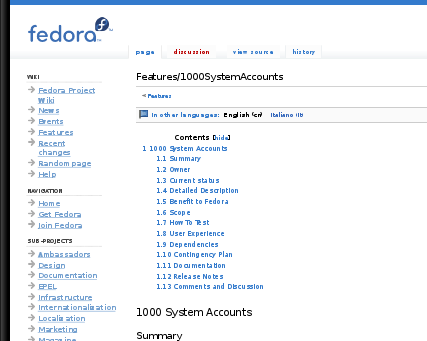 fedora
page discussion view source history
Features/1000SystemAccounts
< Features
In other languages: English (en) Italiano (it)
WIKI
Fedora Project
Wiki
News
Events
Features
Recent
changes
Random page
Help
NAVIGATION
Home
Get Fedora
Join Fedora
SUB-PROJECTS
Ambassadors
Design
Documentation
EPEL
Infrastructure
Internationalization
Localization
Marketing
Magazine
Contents [hide]
1 1000 System Accounts
1.1 Summary
1.2 Owner
1.3 Current status
1.4 Detailed Description
1.5 Benefit to Fedora
1.6 Scope
1.7 How To Test
1.8 User Experience
1.9 Dependencies
1.10 Contingency Plan
1.11 Documentation
1.12 Release Notes
1.13 Comments and Discussion
1000 System Accounts
Summary